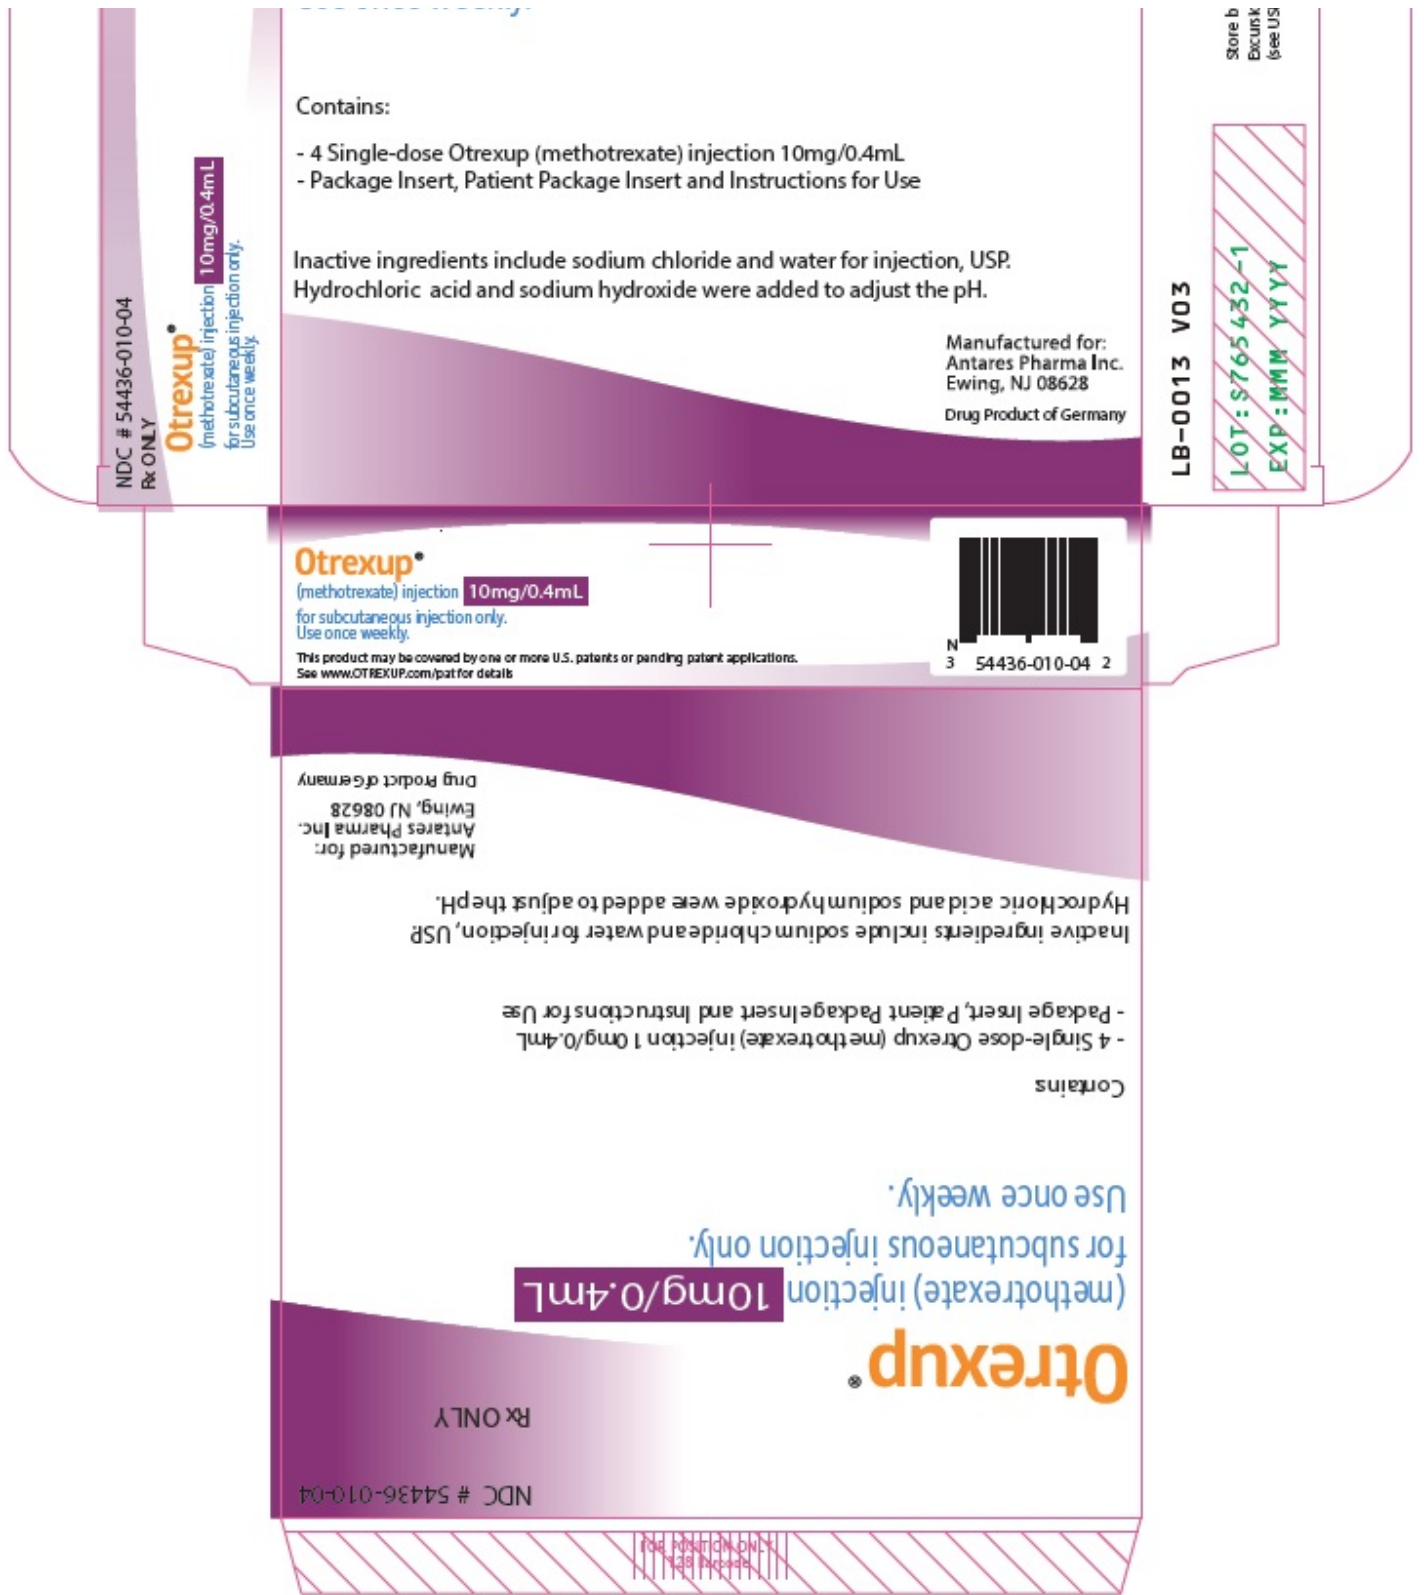 Use once weekly.
Contains:
- 4 Single-dose Otrexup (methotrexate) injection 10mg/0.4mL
- Package Insert, Patient Package Insert and Instructions for Use
Inactive ingredients include sodium chloride and water for injection, USP.
Hydrochloric acid and sodium hydroxide were added to adjust the pH.
Manufactured for:
Antares Pharma Inc.
Ewing, NJ 08628
Drug Product of Germany
NDC # 54436-010-04
Rx ONLY
Otrexup®
(methotrexate) injection 10mg/0.4mL
for subcutaneous injection only.
Use once weekly.
Store b
Excursi
(see US
LB-0013 V03
LOT:S765432-1
EXP:MMM YYYY
Otrexup®
(methotrexate) injection 10mg/0.4mL
for subcutaneous injection only.
Use once weekly.
This product may be covered by one or more U.S. patents or pending patent applications.
See www.OTREXUP.com/pat for details
N
3 54436-010-04 2
NDC # 54436-010-04
Rx ONLY
Otrexup®
(methotrexate) injection 10mg/0.4mL
for subcutaneous injection only.
Use once weekly.
Contains:
- 4 Single-dose Otrexup (methotrexate) injection 10mg/0.4mL
- Package Insert, Patient Package Insert and Instructions for Use
Inactive ingredients include sodium chloride and water for injection, USP
Hydrochloric acid and sodium hydroxide were added to adjust the pH.
Manufactured for:
Antares Pharma Inc.
Ewing, NJ 08628
Drug Product of Germany
FOR POSITION ONLY
128 Barcode